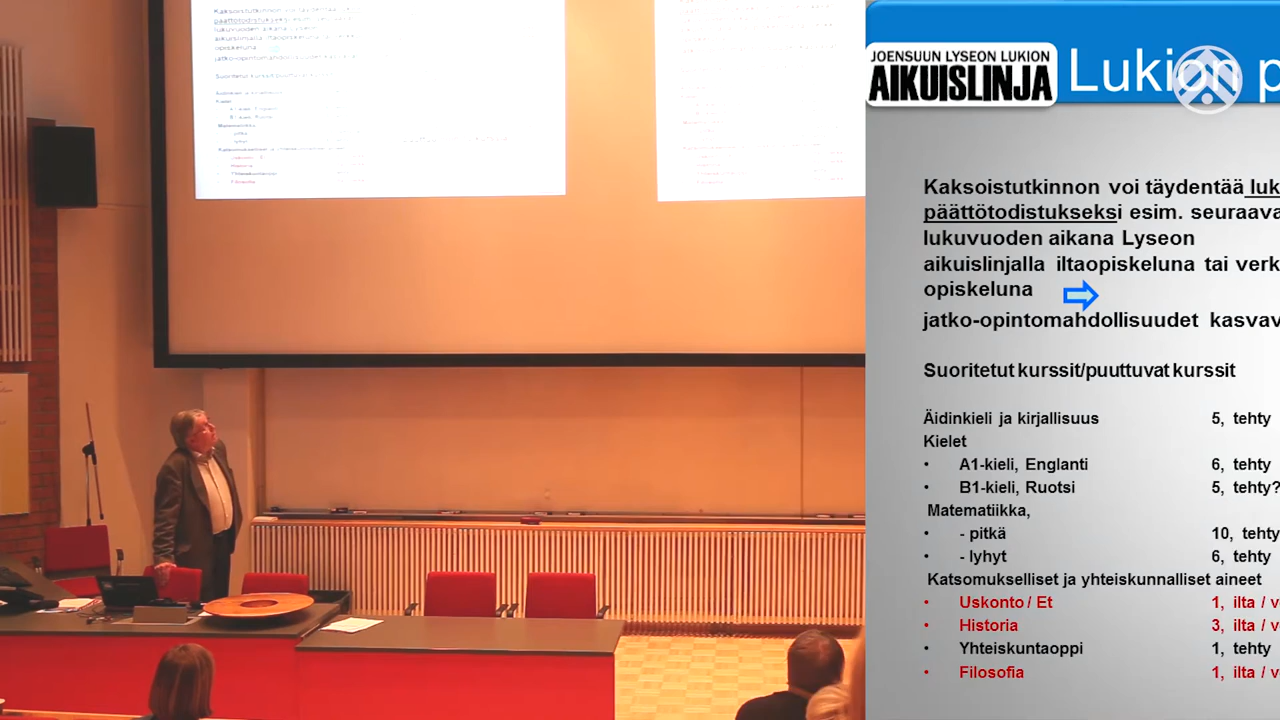 JOENSUUN LYSEON LUKION
AIKUISLINJA
Lukion p
Kaksoistutkinnon voi täydentää luk
päättötodistukseksi esim. seuraava
lukuvuoden aikana Lyseon
aikuislinjalla iltaopiskeluna tai verk
opiskeluna
jatko-opintomahdollisuudet kasvav
Suoritetut kurssit/puuttuvat kurssit
Äidinkieli ja kirjallisuus 5, tehty
Kielet
• A1-kieli, Englanti 6, tehty
• B1-kieli, Ruotsi 5, tehty?
Matematiikka,
• - pitkä 10, tehty
• - lyhyt 6, tehty
Katsomukselliset ja yhteiskunnalliset aineet
• Uskonto / Et 1, ilta / v
• Historia 3, ilta / v
• Yhteiskuntaoppi 1, tehty
• Filosofia 1, ilta / v